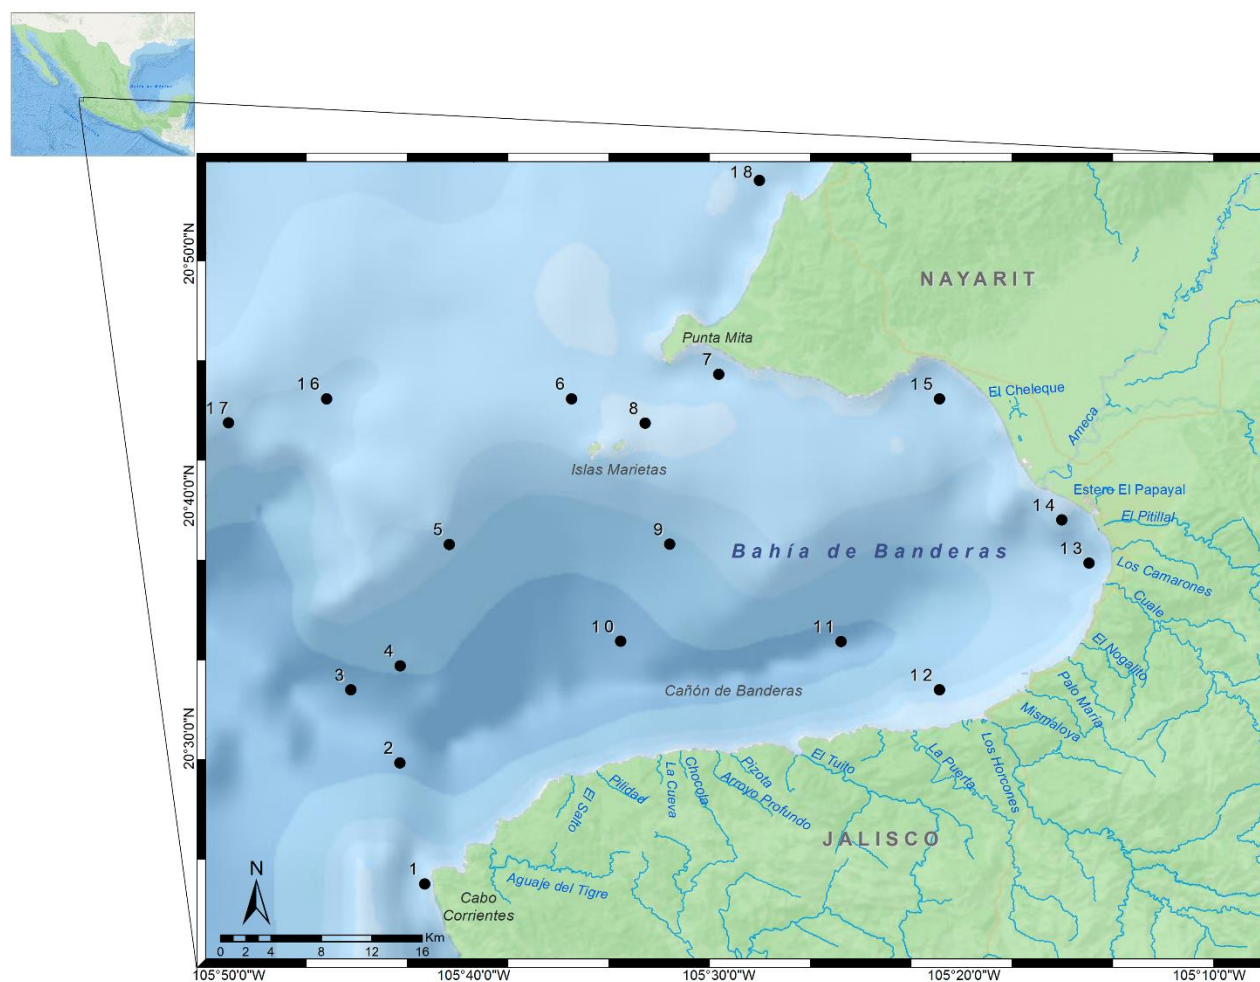 18
20°50'0"N
NAYARIT
Punta Mita
7
16
6
15
El Cheleque
17
8
Ameca
Islas Marietas
20°40'0"N
Estero El Papayal
14
El Pitillal
5
9
Bahía de Banderas
13
Los Camarones
Cuale
10
11
El Nogalito
4
3
Cañón de Banderas
12
Palo María
Mismaloya
20°30'0"N
2
El Tuito
La Puerta
Los Horcones
Pizota
Arroyo Profundo
Chocola
La Cueva
Pilidad
El Salto
JALISCO
1
Aguaje del Tigre
Cabo
Corrientes
N
Km
0 2 4 8 12 16
105°50'0"W 105°40'0"W 105°30'0"W 105°20'0"W 105°10'0"W